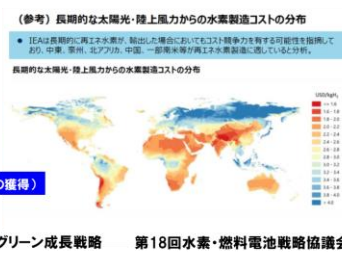 (参考) 長期的な太陽光・陸上風力からの水素製造コストの分布
● IEAは長期的に再エネ水素が、輸出した場合においてもコスト競争力を有する可能性を指摘して
おり、中東、豪州、北アフリカ、中国、一部南米等が再エネ水素製造に適していると分析。
長期的な太陽光・陸上風力からの水素製造コストの分布
USD/kgH₂
の獲得)
グリーン成長戦略 第18回水素・燃料電池戦略協議会